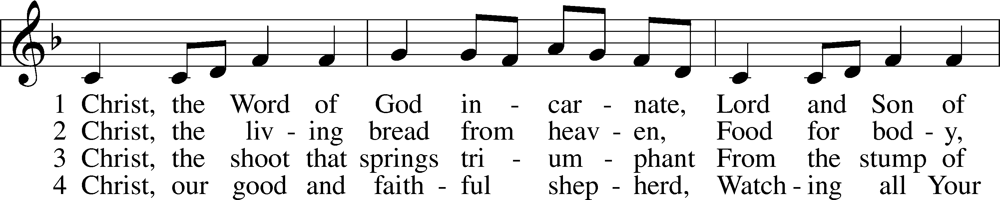 1 Christ, the Word of God in - car - nate, Lord and Son of
2 Christ, the liv - ing bread from heav - en, Food for bod - y,
3 Christ, the shoot that springs tri - um - phant From the stump of
4 Christ, our good and faith - ful shep - herd, Watch - ing all Your